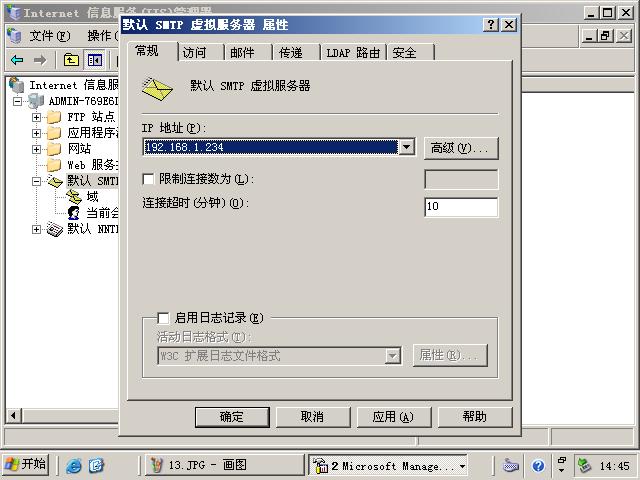 Internet 信息服务(IIS)管理器
默认 SMTP 虚拟服务器 属性
文件(F)
操作(
常规
访问
邮件
传递
LDAP 路由
安全
Internet 信息服
ADMIN-769E6
FTP 站点
应用程序
网站
Web 服务
默认 SMT
域
当前会
默认 NNT
默认 SMTP 虚拟服务器
IP 地址(P):
192.168.1.234
高级(V)...
限制连接数为(L):
连接超时(分钟)(O):
10
启用日志记录(E)
活动日志格式(T):
W3C 扩展日志文件格式
属性(R)...
确定
取消
应用(A)
帮助
开始
13.JPG - 画图
2 Microsoft Manage...
14:45